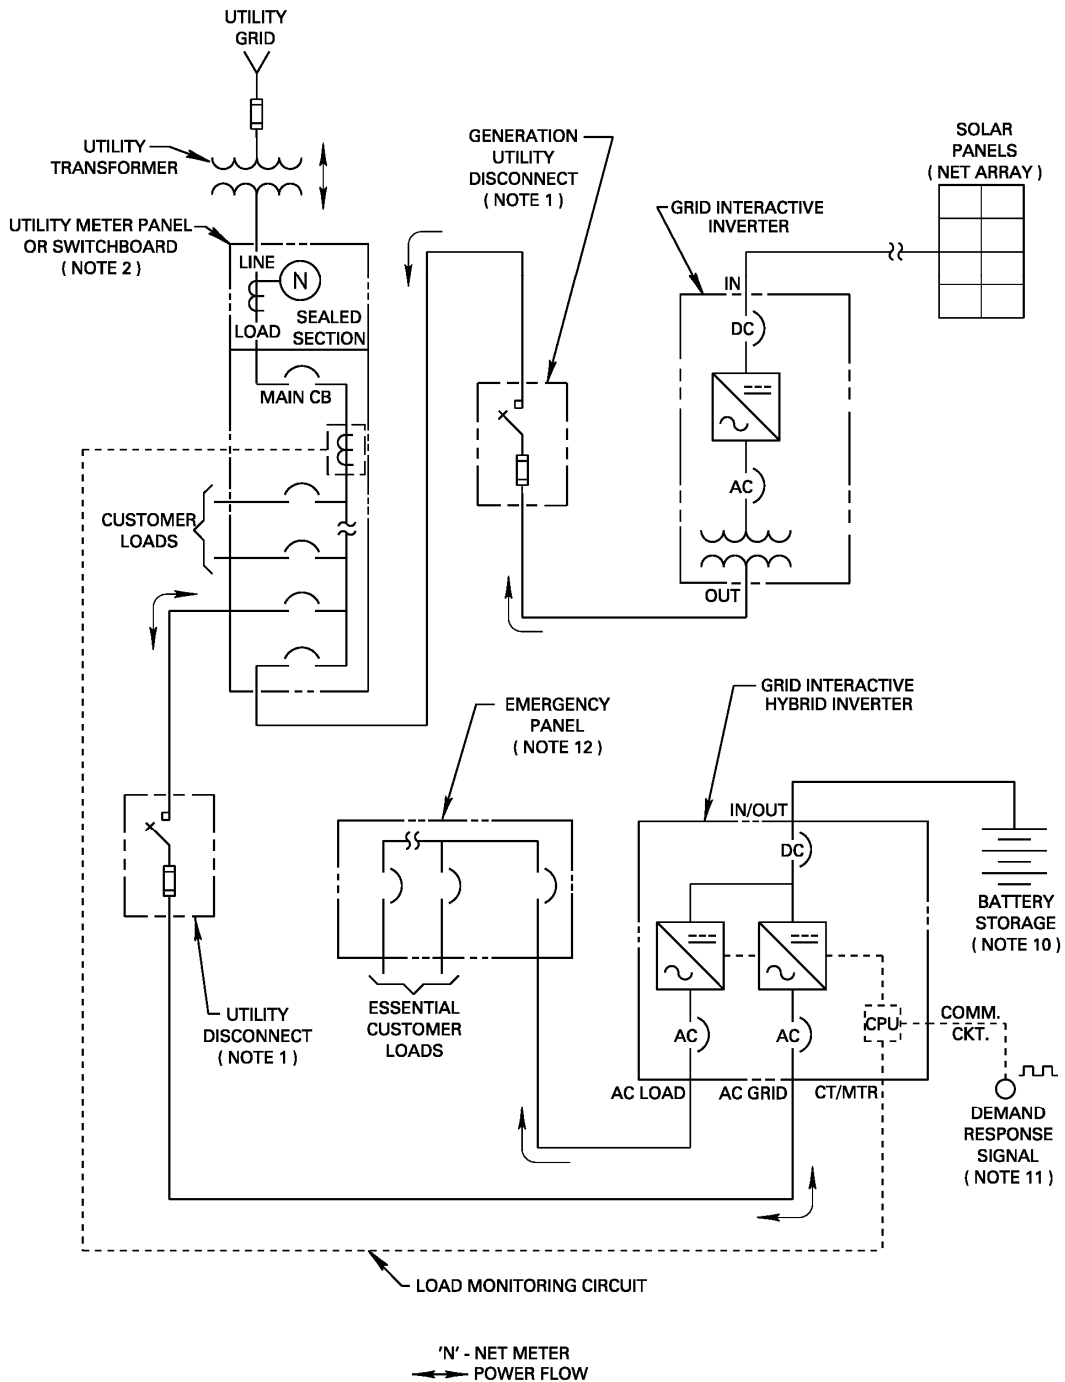 UTILITY
GRID
UTILITY
TRANSFORMER
GENERATION
UTILITY
DISCONNECT
( NOTE 1 )
SOLAR
PANELS
( NET ARRAY )
UTILITY METER PANEL
OR SWITCHBOARD
( NOTE 2 )
GRID INTERACTIVE
INVERTER
LINE
N
LOAD
SEALED
SECTION
IN
DC
MAIN CB
AC
CUSTOMER
LOADS
OUT
EMERGENCY
PANEL
( NOTE 12 )
GRID INTERACTIVE
HYBRID INVERTER
IN/OUT
DC
BATTERY
STORAGE
( NOTE 10 )
UTILITY
DISCONNECT
( NOTE 1 )
ESSENTIAL
CUSTOMER
LOADS
AC
AC
CPU
COMM.
CKT.
AC LOAD
AC GRID
CT/MTR
DEMAND
RESPONSE
SIGNAL
( NOTE 11 )
LOAD MONITORING CIRCUIT
'N' - NET METER
POWER FLOW